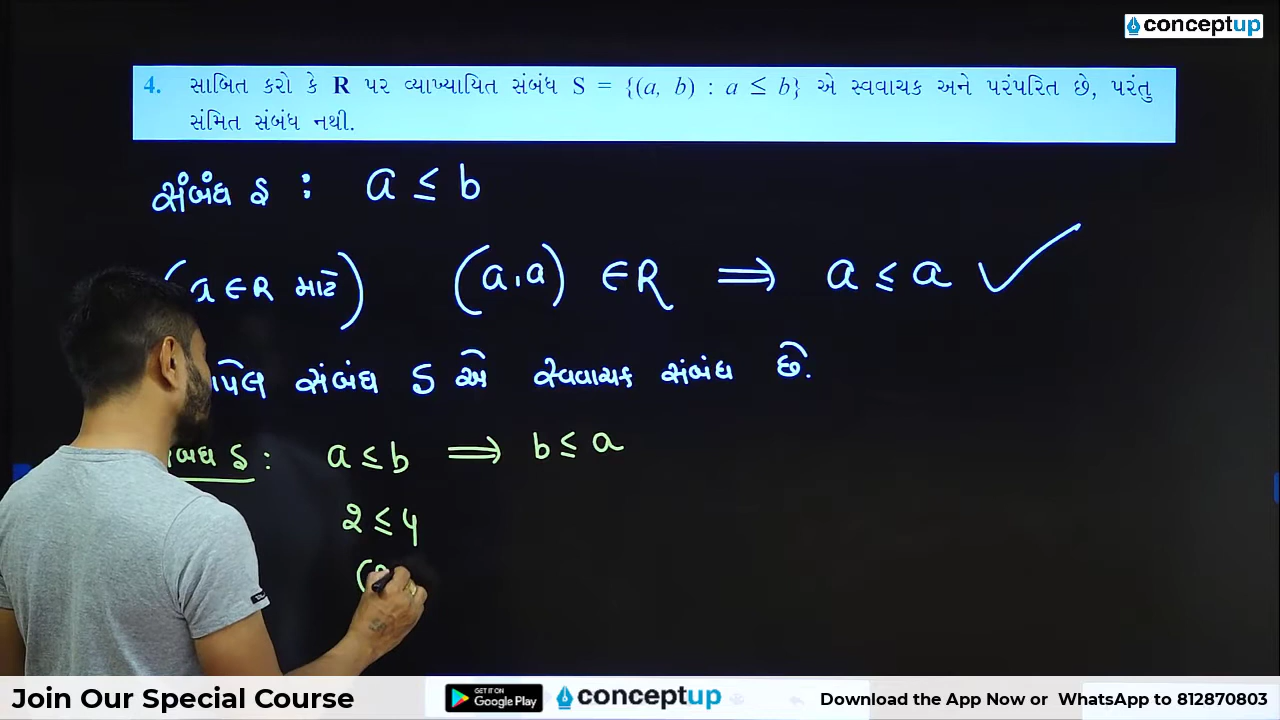 conceptup
4. સાબિત કરો કે R પર વ્યાખ્યાયિત સંબંધ S = {(a, b) : a ≤ b} એ સ્વવાચક અને પરંપરિત છે, પરંતુ
સંમિત સંબંધ નથી.
સંબંધ S : a ≤ b
(a ∈ R માટે) (a, a) ∈ R ⟹ a ≤ a ✓
સંબંધ S એ સ્વવાચક સંબંધ છે.
S : a ≤ b ⟹ b ≤ a
2 ≤ 4
Join Our Special Course GET IT ON Google Play conceptup Download the App Now or WhatsApp to 812870803